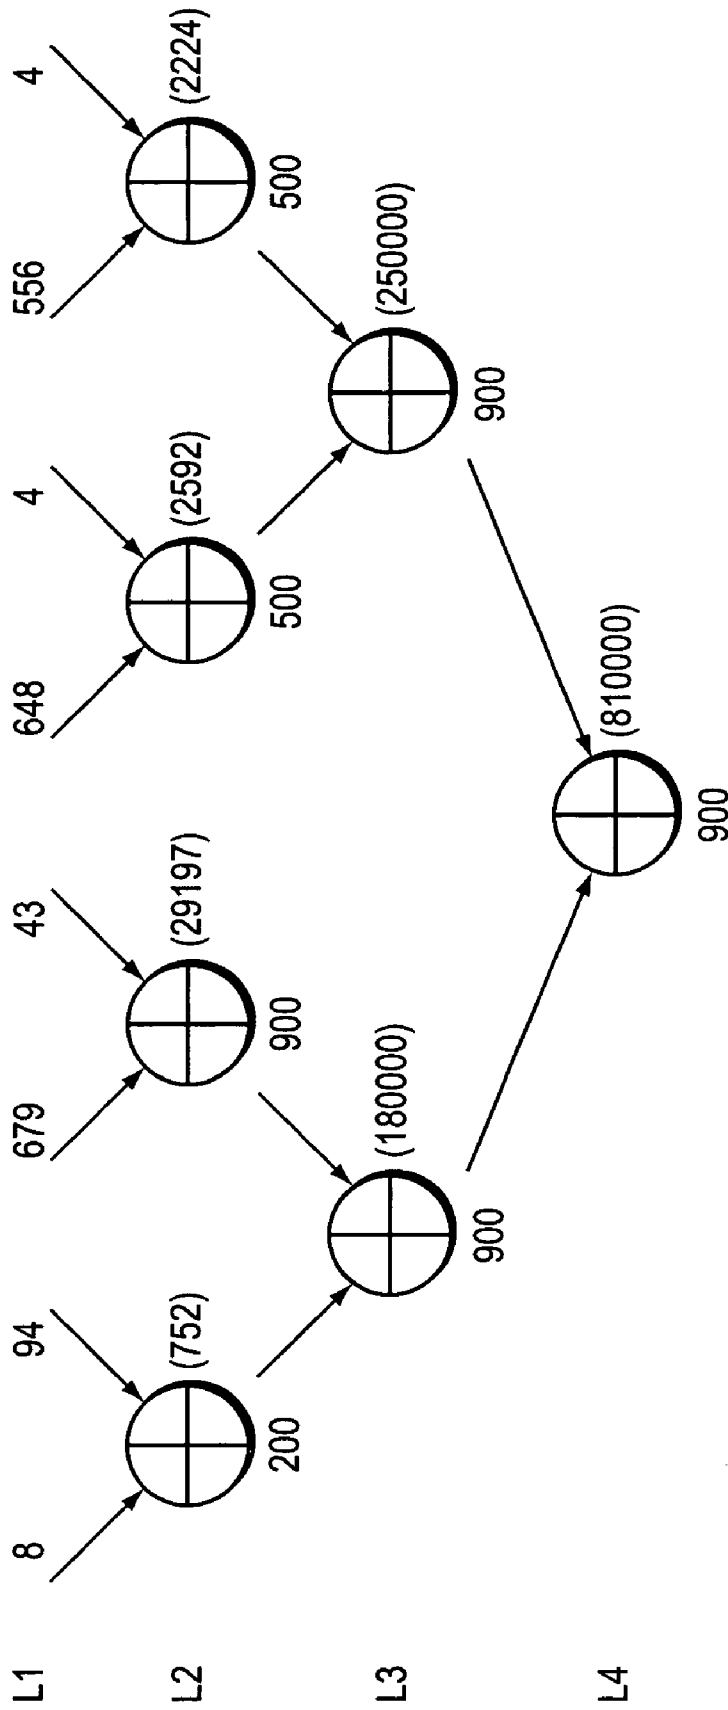 L1 8 94 679 43 648 4 556 4
L2 (752) (29197) (2592) (2224)
200 900 500 500
L3 (180000) (250000)
900 900
L4 (810000)
900